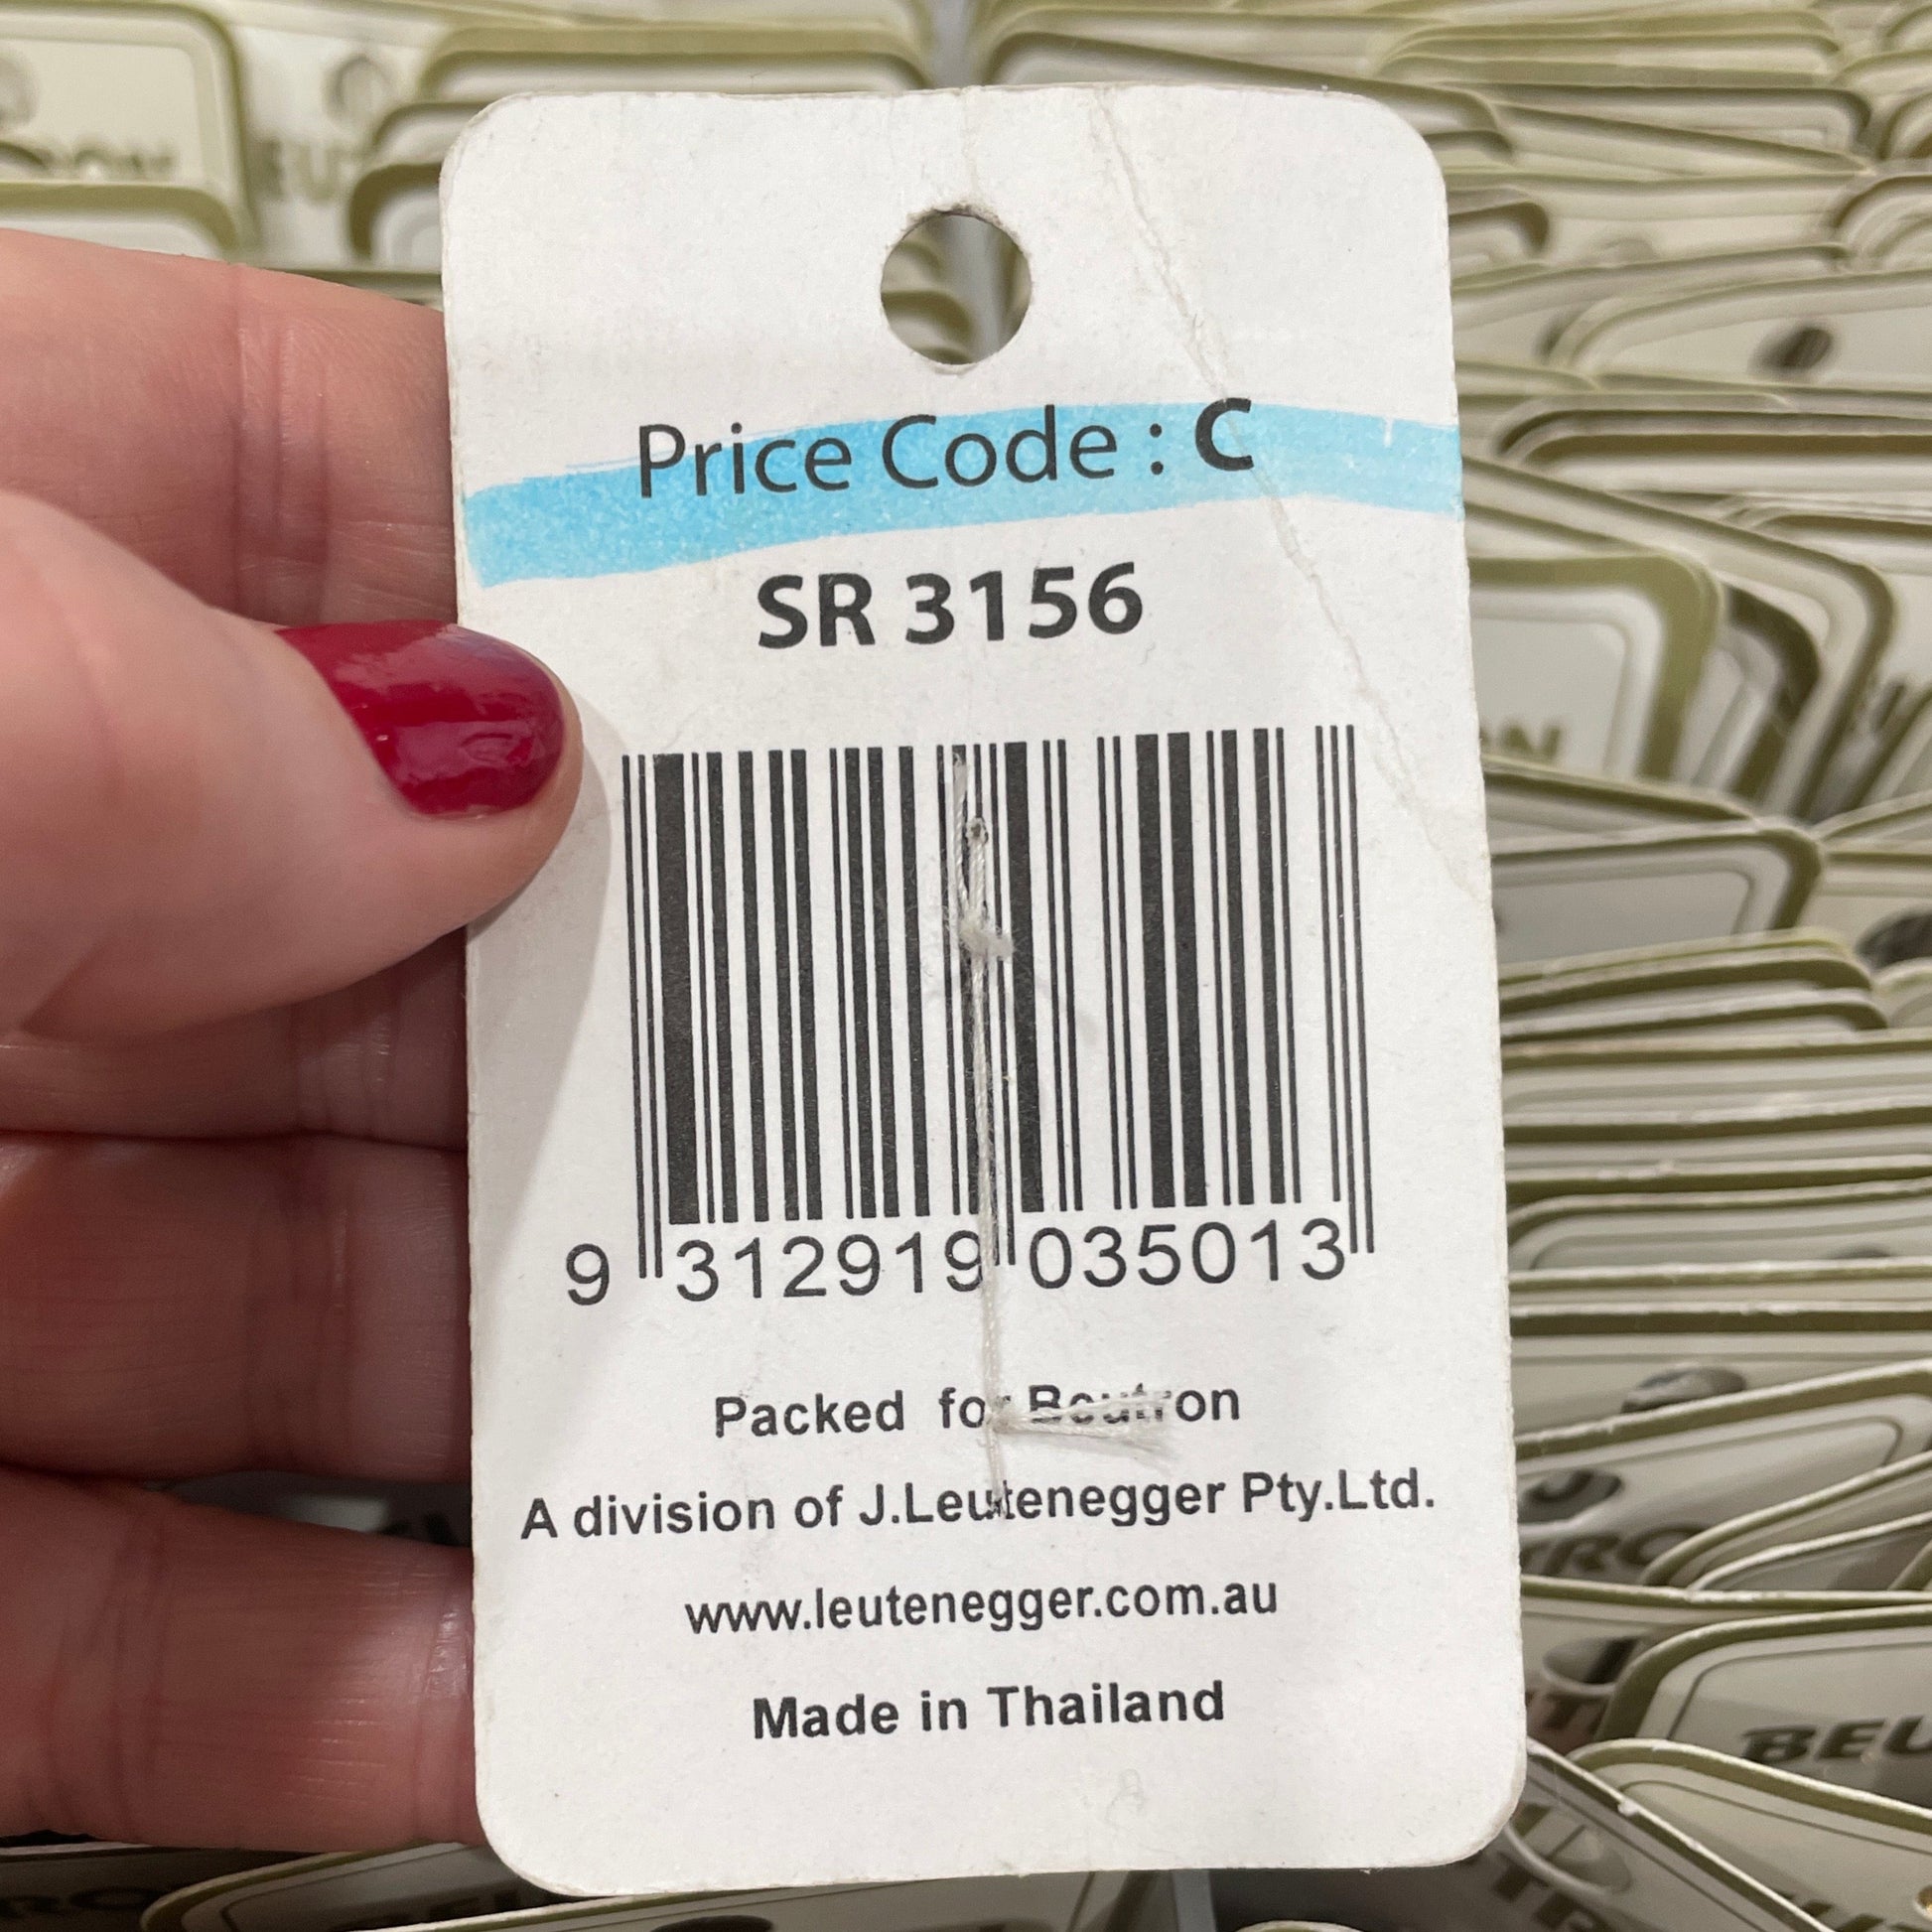 Price Code : C
SR 3156
9 312919 035013
Packed for Beutron
A division of J.Leutenegger Pty.Ltd.
www.leutenegger.com.au
Made in Thailand
BEU